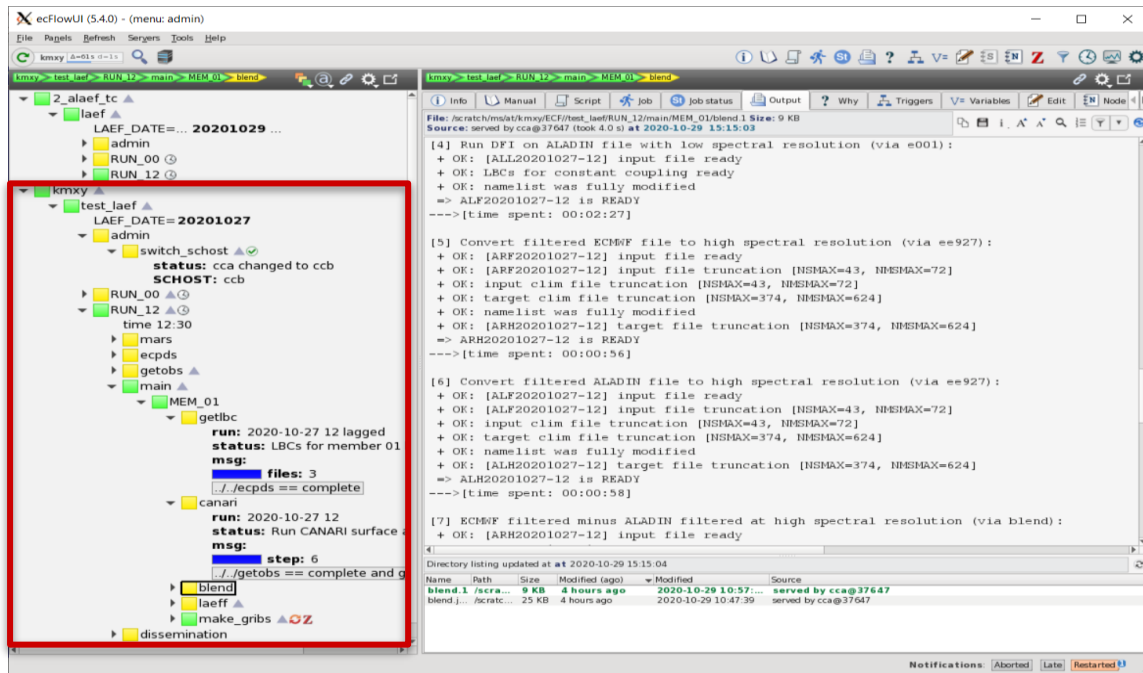 ecFlowUI (5.4.0) - (menu: admin)
File Panels Refresh Servers Tools Help
kmxy Δ=61s d-1s
kmxy test_laef RUN_12 main MEM_01 blend
2_alaef_tc
laef
LAEF_DATE=... 20201029 ...
admin
RUN_00
RUN_12
kmxy
test_laef
LAEF_DATE=20201027
admin
switch_schost
status: cca changed to ccb
SCHOST: ccb
RUN_00
RUN_12
time 12:30
mars
ecpds
getobs
main
MEM_01
getlbc
run: 2020-10-27 12 lagged
status: LBCs for member 01
msg:
files: 3
../../ecpds == complete
canari
run: 2020-10-27 12
status: Run CANARI surface a
msg:
step: 6
../../getobs == complete and g
blend
laeff
make_gribs Z
dissemination
kmxy test_laef RUN_12 main MEM_01 blend
Info Manual Script Job Job status Output ? Why Triggers V= Variables Edit Node
File: /scratch/ms/at/kmxy/ECF//test_laef/RUN_12/main/MEM_01/blend.1 Size: 9 KB
Source: served by cca@37647 (took 4.0 s) at 2020-10-29 15:15:03
[4] Run DFI on ALADIN file with low spectral resolution (via e001):
+ OK: [ALL20201027-12] input file ready
+ OK: LBCs for constant coupling ready
+ OK: namelist was fully modified
=> ALF20201027-12 is READY
--->[time spent: 00:02:27]
[5] Convert filtered ECMWF file to high spectral resolution (via ee927):
+ OK: [ARF20201027-12] input file ready
+ OK: [ARF20201027-12] input file truncation [NSMAX=43, NMSMAX=72]
+ OK: input clim file truncation [NSMAX=43, NMSMAX=72]
+ OK: target clim file truncation [NSMAX=374, NMSMAX=624]
+ OK: namelist was fully modified
+ OK: [ARH20201027-12] target file truncation [NSMAX=374, NMSMAX=624]
=> ARH20201027-12 is READY
--->[time spent: 00:00:56]
[6] Convert filtered ALADIN file to high spectral resolution (via ee927):
+ OK: [ALF20201027-12] input file ready
+ OK: [ALF20201027-12] input file truncation [NSMAX=43, NMSMAX=72]
+ OK: input clim file truncation [NSMAX=43, NMSMAX=72]
+ OK: target clim file truncation [NSMAX=374, NMSMAX=624]
+ OK: namelist was fully modified
+ OK: [ALH20201027-12] target file truncation [NSMAX=374, NMSMAX=624]
=> ALH20201027-12 is READY
--->[time spent: 00:00:58]
[7] ECMWF filtered minus ALADIN filtered at high spectral resolution (via blend):
+ OK: [ARH20201027-12] input file ready
Directory listing updated at at 2020-10-29 15:15:04
Name Path Size Modified (ago) Modified Source
blend.1 /scra... 9 KB 4 hours ago 2020-10-29 10:57:... served by cca@37647
blend.j... /scratc... 25 KB 4 hours ago 2020-10-29 10:47:39 served by cca@37647
Notifications: Aborted Late Restarted